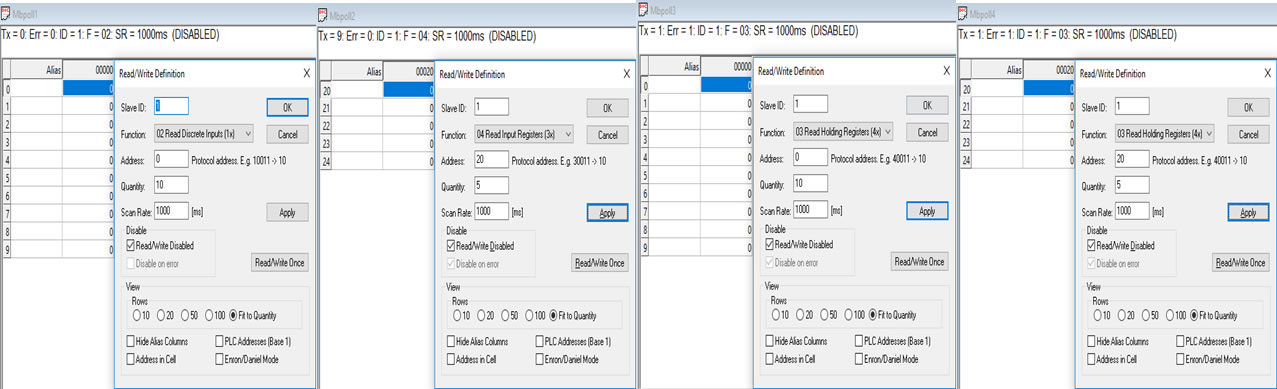 Mbpoll1
Tx = 0: Err = 0: ID = 1: F = 02: SR = 1000ms (DISABLED)
Alias 00000
0 0
1 0
2 0
3 0
4 0
5 0
6 0
7 0
8 0
9 0
Read/Write Definition
Slave ID: 1 OK
Function: 02 Read Discrete Inputs (1x) Cancel
Address: 0 Protocol address. E.g. 10011 -> 10
Quantity: 10
Scan Rate: 1000 [ms] Apply
Disable
Read/Write Disabled
Disable on error Read/Write Once
View
Rows
10 20 50 100 Fit to Quantity
Hide Alias Columns PLC Addresses (Base 1)
Address in Cell Enron/Daniel Mode
Mbpoll2
Tx = 9: Err = 0: ID = 1: F = 04: SR = 1000ms (DISABLED)
Alias 00020
20 0
21 0
22 0
23 0
24 0
Read/Write Definition
Slave ID: 1 OK
Function: 04 Read Input Registers (3x) Cancel
Address: 20 Protocol address. E.g. 30011 -> 10
Quantity: 5
Scan Rate: 1000 [ms] Apply
Disable
Read/Write Disabled
Disable on error Read/Write Once
View
Rows
10 20 50 100 Fit to Quantity
Hide Alias Columns PLC Addresses (Base 1)
Address in Cell Enron/Daniel Mode
Mbpoll3
Tx = 1: Err = 1: ID = 1: F = 03: SR = 1000ms (DISABLED)
Alias 00000
0 0
1 0
2 0
3 0
4 0
5 0
6 0
7 0
8 0
9 0
Read/Write Definition
Slave ID: 1 OK
Function: 03 Read Holding Registers (4x) Cancel
Address: 0 Protocol address. E.g. 40011 -> 10
Quantity: 10
Scan Rate: 1000 [ms] Apply
Disable
Read/Write Disabled
Disable on error Read/Write Once
View
Rows
10 20 50 100 Fit to Quantity
Hide Alias Columns PLC Addresses (Base 1)
Address in Cell Enron/Daniel Mode
Mbpoll4
Tx = 1: Err = 1: ID = 1: F = 03: SR = 1000ms (DISABLED)
Alias 00020
20 0
21 0
22 0
23 0
24 0
Read/Write Definition
Slave ID: 1 OK
Function: 03 Read Holding Registers (4x) Cancel
Address: 20 Protocol address. E.g. 40011 -> 10
Quantity: 5
Scan Rate: 1000 [ms] Apply
Disable
Read/Write Disabled
Disable on error Read/Write Once
View
Rows
10 20 50 100 Fit to Quantity
Hide Alias Columns PLC Addresses (Base 1)
Address in Cell Enron/Daniel Mode